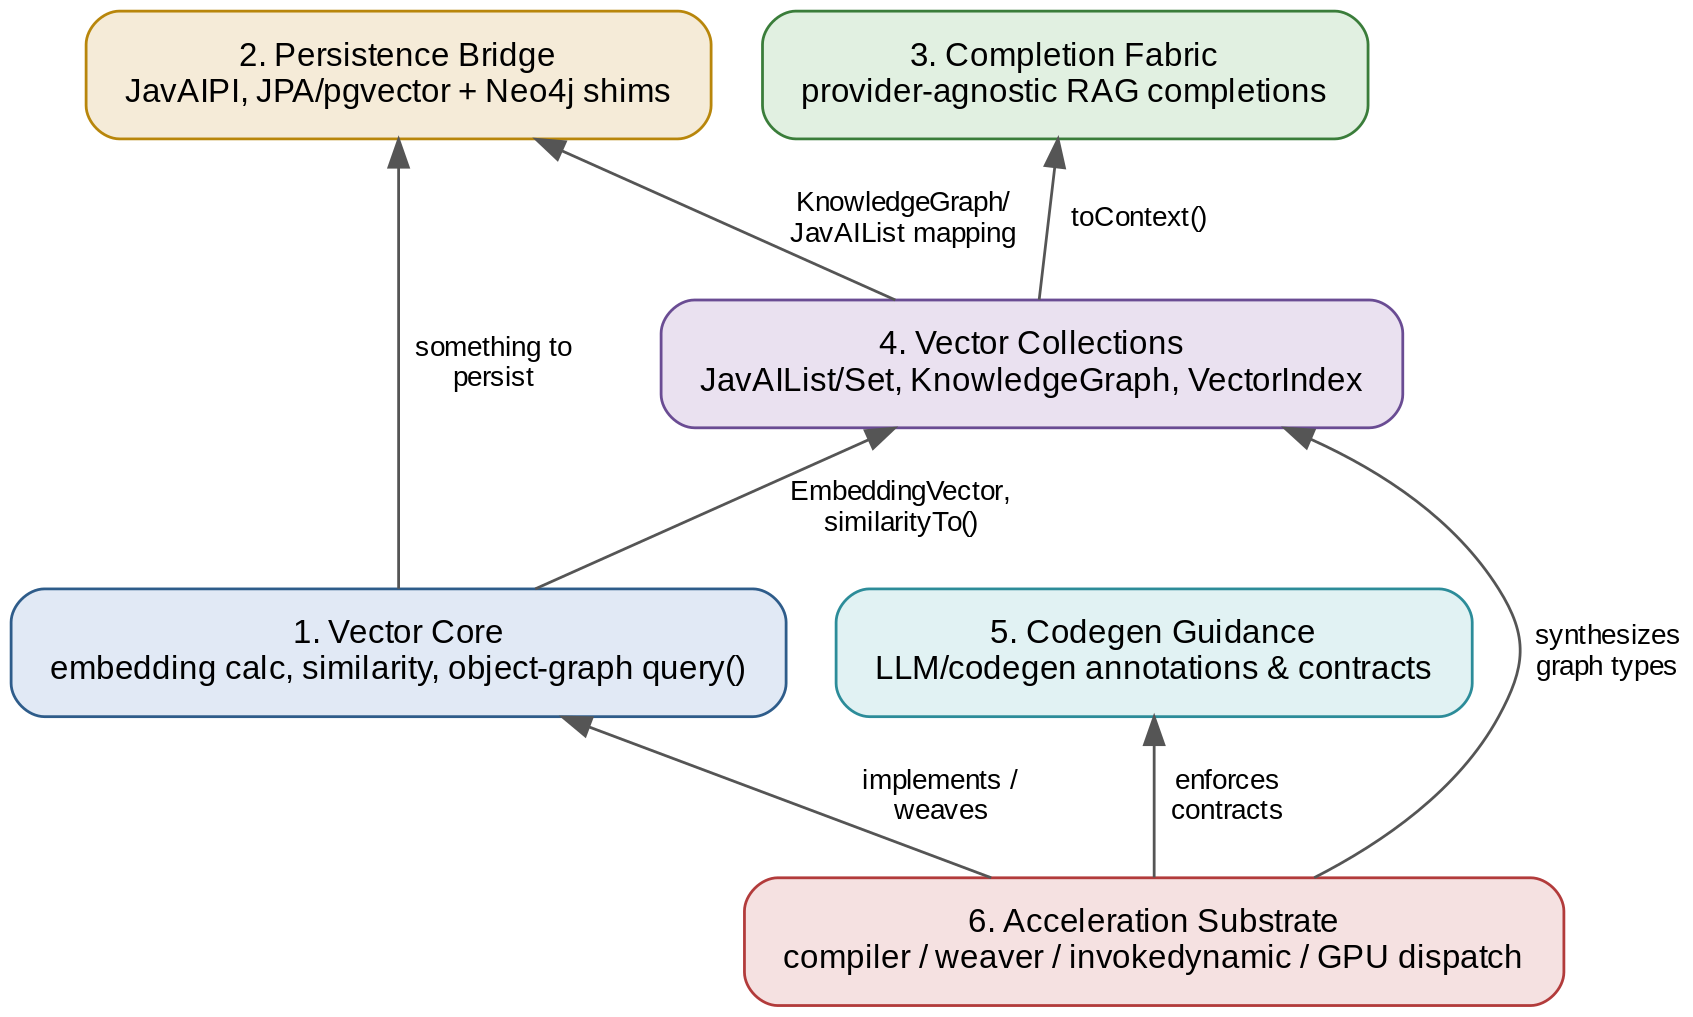 2. Persistence Bridge
JavAIPI, JPA/pgvector + Neo4j shims
3. Completion Fabric
provider-agnostic RAG completions
KnowledgeGraph/
JavAIList mapping
toContext()
something to
persist
4. Vector Collections
JavAIList/Set, KnowledgeGraph, VectorIndex
EmbeddingVector,
similarityTo()
1. Vector Core
embedding calc, similarity, object-graph query()
5. Codegen Guidance
LLM/codegen annotations & contracts
synthesizes
graph types
implements /
weaves
enforces
contracts
6. Acceleration Substrate
compiler / weaver / invokedynamic / GPU dispatch